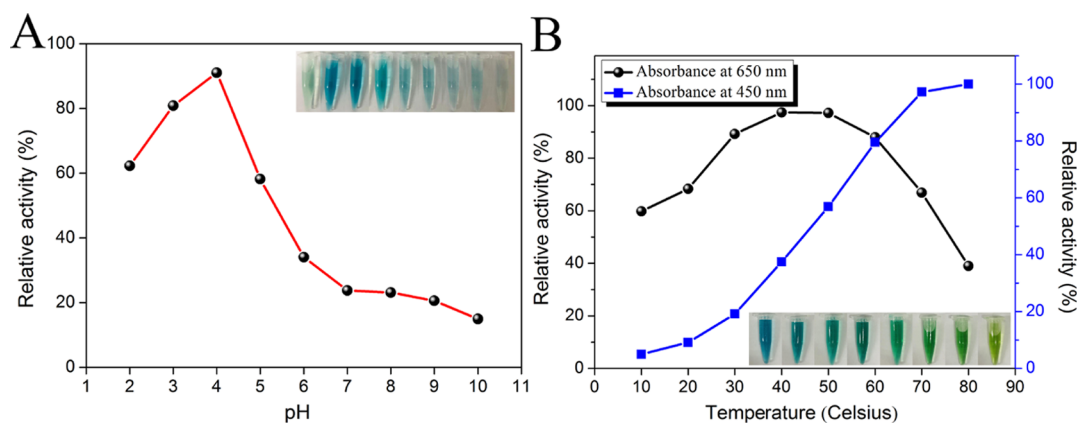 A
100
80
60
40
20
0
Relative activity (%)
1 2 3 4 5 6 7 8 9 10 11
pH
B
Absorbance at 650 nm
Absorbance at 450 nm
100
80
60
40
20
0
Relative activity (%)
100
80
60
40
20
0
Relative activity (%)
0 10 20 30 40 50 60 70 80 90
Temperature (Celsius)